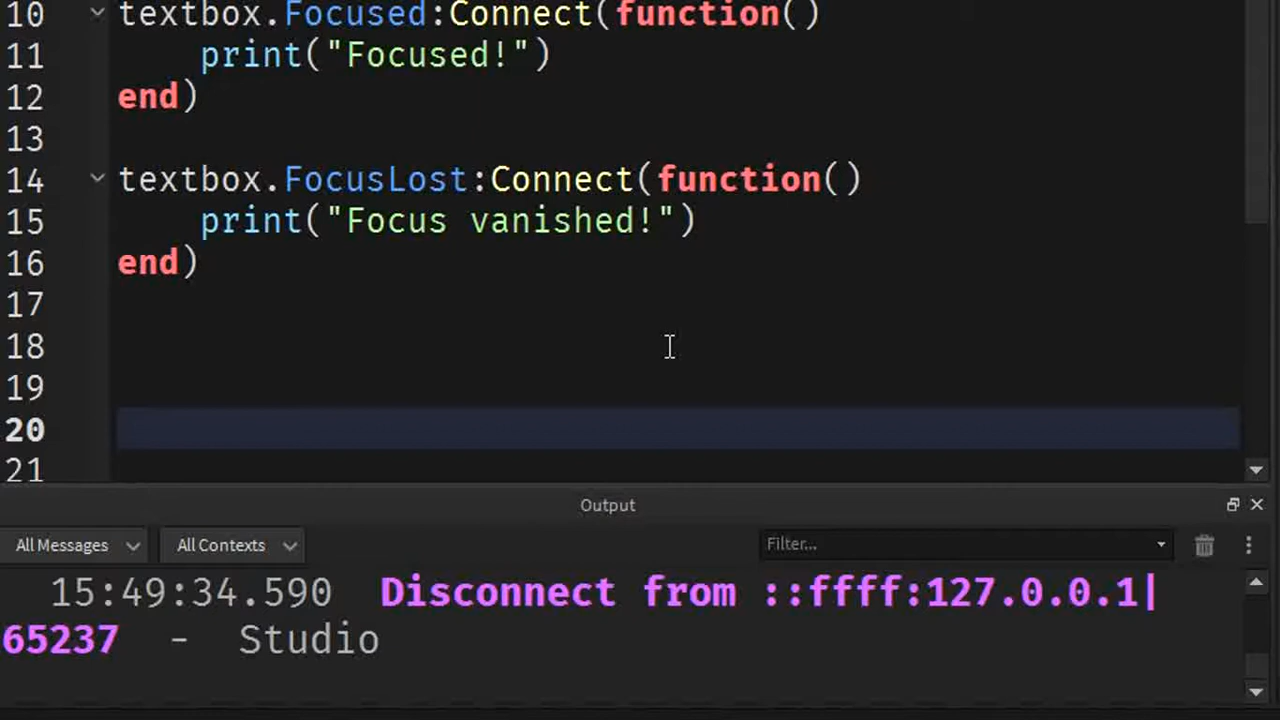 10 textbox.Focused:Connect(function()
11 print("Focused!")
12 end)
13
14 textbox.FocusLost:Connect(function()
15 print("Focus vanished!")
16 end)
17
18
19
20
21
Output
All Messages All Contexts Filter...
15:49:34.590 Disconnect from ::ffff:127.0.0.1|
65237 - Studio